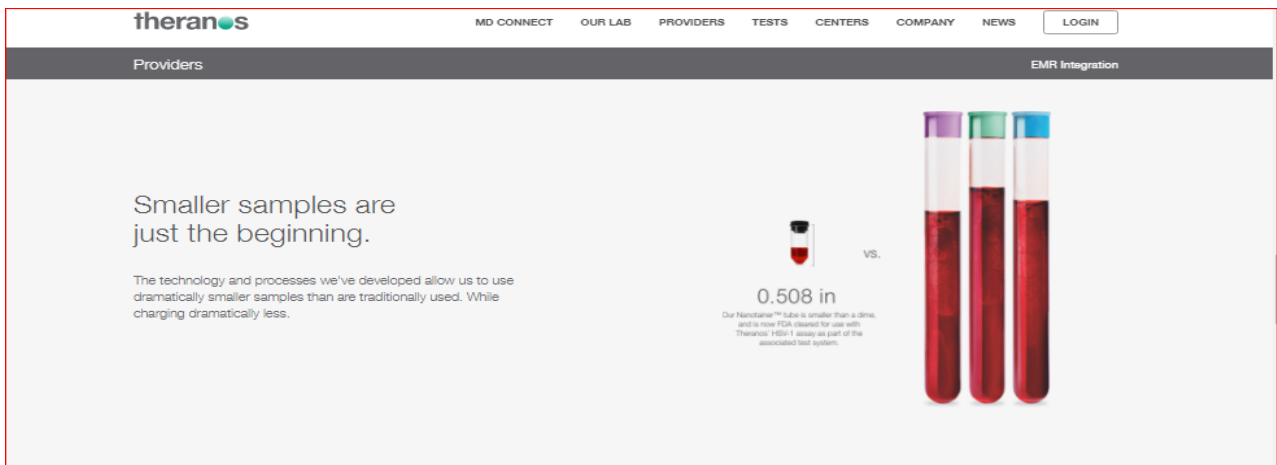 theranos
MD CONNECT OUR LAB PROVIDERS TESTS CENTERS COMPANY NEWS LOGIN
Providers EMR Integration
Smaller samples are
just the beginning.
The technology and processes we've developed allow us to use
dramatically smaller samples than are traditionally used. While
charging dramatically less.
vs.
0.508 in
Our Nanotainer™ tube is smaller than a dime,
and is now FDA cleared for use with
Theranos' HSV-1 assay as part of the
associated test system.